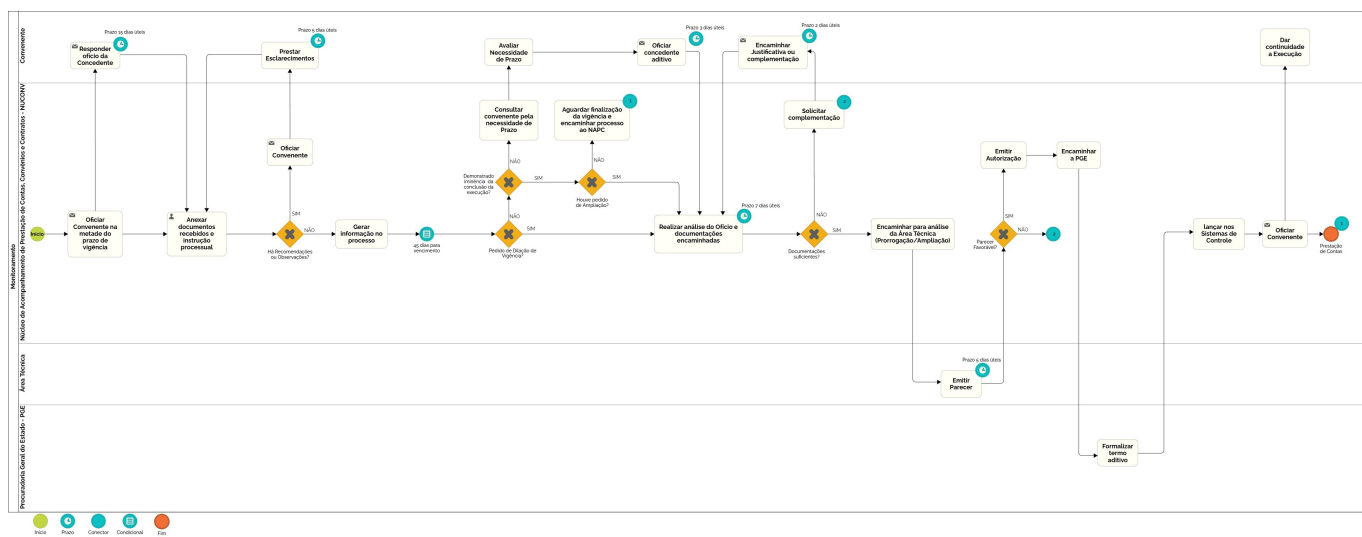 Monitoramento
Convenente
Núcleo de Acompanhamento de Prestação de Contas, Convênios e Contratos - NUCONV
Área Técnica
Procuradoria Geral do Estado - PGE
Prazo 15 dias úteis
Responder
ofício da
Concedente
Prazo 5 dias úteis
Prestar
Esclarecimentos
Avaliar
Necessidade
de Prazo
Prazo 3 dias úteis
Oficiar
concedente
aditivo
Prazo 2 dias úteis
Encaminhar
Justificativa ou
complementação
Dar
continuidade
a Execução
Consultar
convenente pela
necessidade de
Prazo
Aguardar finalização
da vigência e
encaminhar processo
ao NAPC
1
Solicitar
complementação
2
Oficiar
Convenente
NÃO
NÃO
Demonstrado
iminência da
conclusão da
execução?
SIM
Houve pedido
de Ampliação?
SIM
Emitir
Autorização
Encaminhar
a PGE
Início
Oficiar
Convenente na
metade do
prazo de
vigência
Anexar
documentos
recebidos e
instrução
processual
SIM
NÃO
Há Recomendações
ou Observações?
Gerar
informação no
processo
45 dias para
vencimento
NÃO
SIM
Pedido de Dilação de
Vigência?
Prazo 7 dias úteis
Realizar análise do Ofício e
documentações
encaminhadas
NÃO
SIM
Documentações
suficientes?
Encaminhar para análise
da Área Técnica
(Prorrogação/Ampliação)
SIM
NÃO
Parecer
Favorável?
2
Lançar nos
Sistemas de
Controle
Oficiar
Convenente
1
Prestação
de Contas
Emitir
Parecer
Formalizar
termo
aditivo
Início
Prazo
Conector
Condicional
Fim